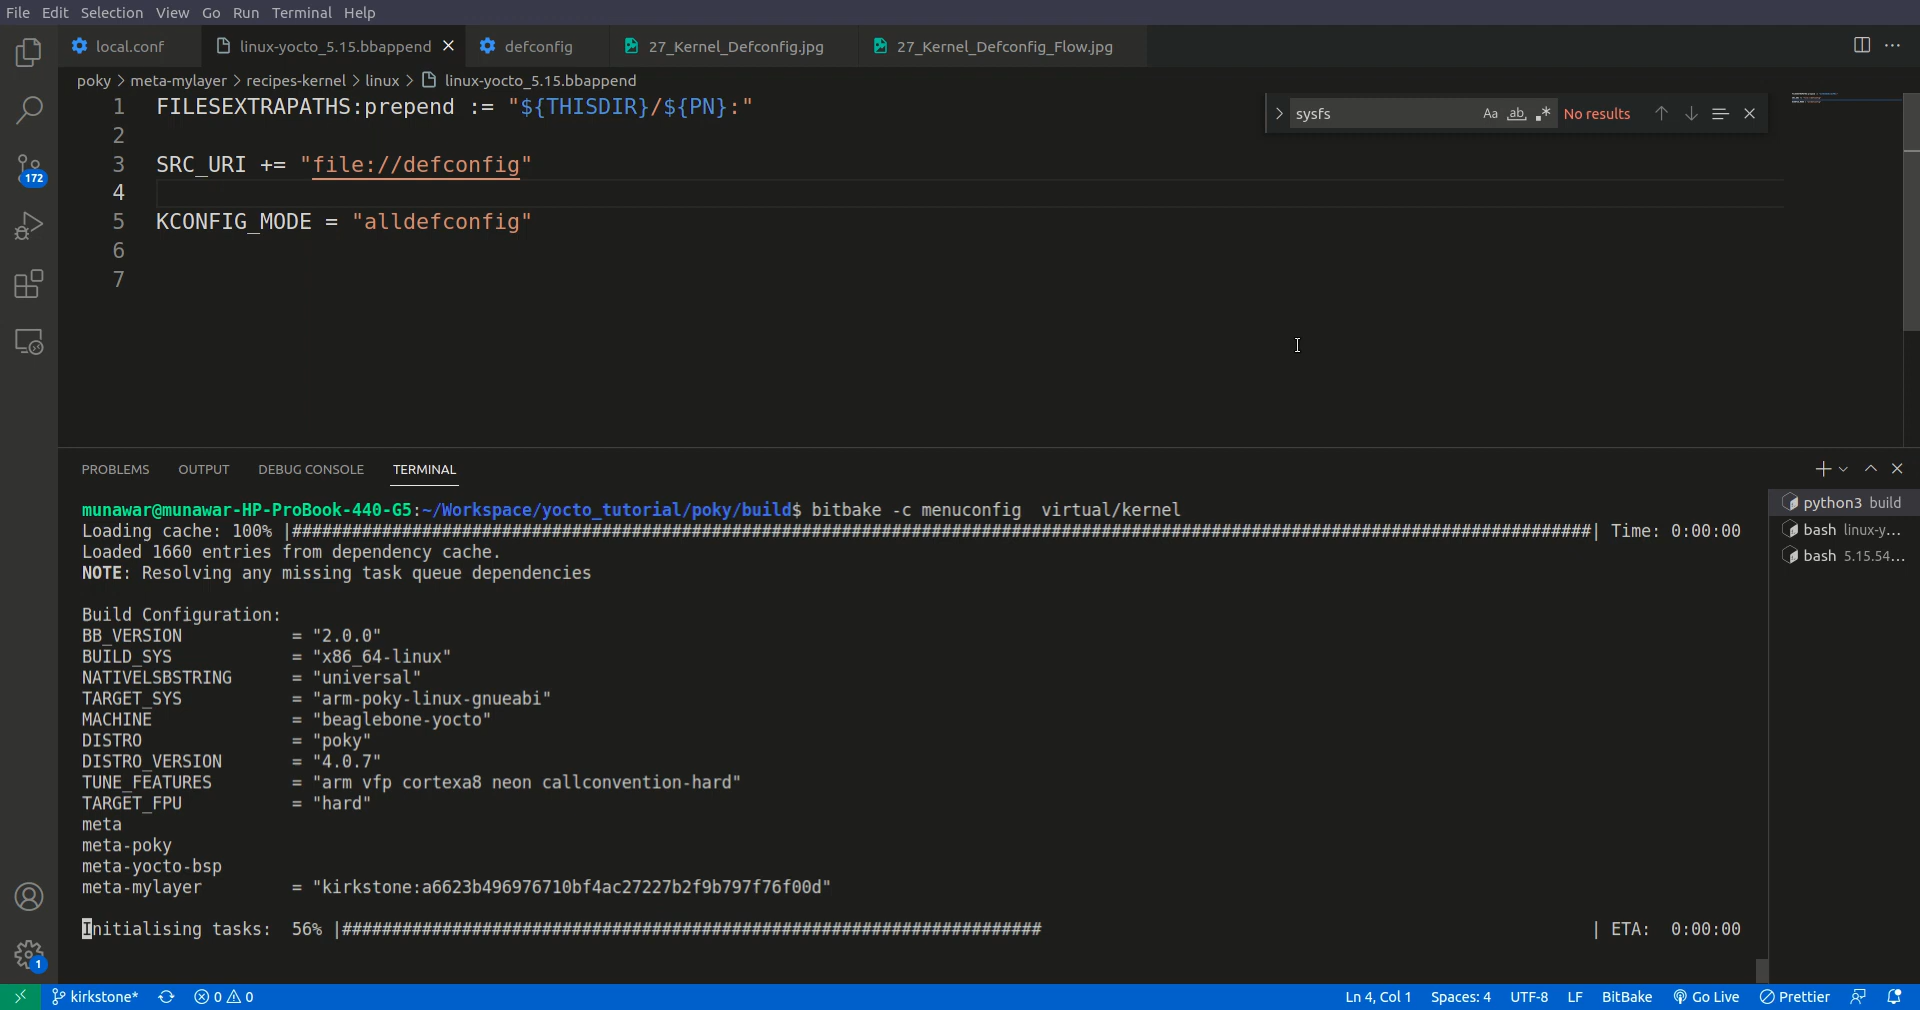 File Edit Selection View Go Run Terminal Help
local.conf linux-yocto_5.15.bbappend defconfig 27_Kernel_Defconfig.jpg 27_Kernel_Defconfig_Flow.jpg
poky > meta-mylayer > recipes-kernel > linux > linux-yocto_5.15.bbappend
1 FILESEXTRAPATHS:prepend := "${THISDIR}/${PN}:"
sysfs Aa ab No results
2
3 SRC_URI += "file://defconfig"
4
5 KCONFIG_MODE = "alldefconfig"
6
7
172
PROBLEMS OUTPUT DEBUG CONSOLE TERMINAL
munawar@munawar-HP-ProBook-440-G5:~/Workspace/yocto_tutorial/poky/build$ bitbake -c menuconfig  virtual/kernel
Loading cache: 100% |##################################################################################################################################| Time: 0:00:00
Loaded 1660 entries from dependency cache.
NOTE: Resolving any missing task queue dependencies
Build Configuration:
BB_VERSION           = "2.0.0"
BUILD_SYS            = "x86_64-linux"
NATIVELSBSTRING      = "universal"
TARGET_SYS           = "arm-poky-linux-gnueabi"
MACHINE              = "beaglebone-yocto"
DISTRO               = "poky"
DISTRO_VERSION       = "4.0.7"
TUNE_FEATURES        = "arm vfp cortexa8 neon callconvention-hard"
TARGET_FPU           = "hard"
meta
meta-poky
meta-yocto-bsp
meta-mylayer         = "kirkstone:a6623b496976710bf4ac27227b2f9b797f76f00d"
Initialising tasks:  56% |###################################################################### | ETA:  0:00:00
python3 build
bash linux-y...
bash 5.15.54...
1
kirkstone* 0 0 Ln 4, Col 1 Spaces: 4 UTF-8 LF BitBake Go Live Prettier